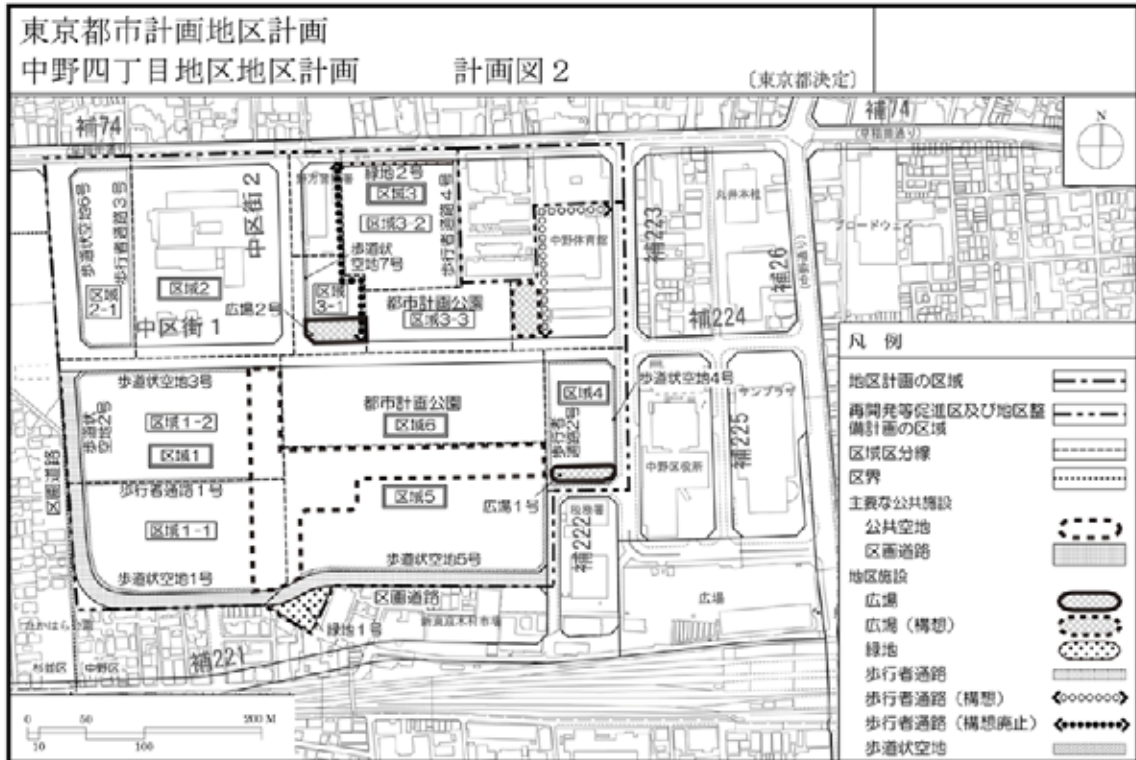 東京都市計画地区計画
中野四丁目地区地区計画 計画図2
〔東京都決定〕
補74
(早稲田通り)
補74
(早稲田通り)
N
歩道状空地6号
歩行者通路3号
中区街2
緑地2号
区域3
区域3-2
歩行者通路4号
歩道状
空地7号
中野体育館
補223
丸井本社
補26
(中野通り)
ブロードウェイ
区域
2-1
区域2
広場2号
区域
3-1
都市計画公園
区域3-3
中区街1
補224
凡 例
地区計画の区域
再開発等促進区及び地区整
備計画の区域
区域区分線
区界
主要な公共施設
公共空地
区画道路
地区施設
広場
広場(構想)
緑地
歩行者通路
歩行者通路(構想)
歩行者通路(構想廃止)
歩道状空地
歩道状空地3号
歩道状
空地2号
区域1-2
区域1
都市計画公園
区域6
区域4
歩道状空地4号
歩行者
通路2号
サンプラザ
補225
中野区役所
区画道路
歩行者通路1号
区域5
広場1号
税務署
補222
区域1-1
歩道状空地1号
歩道状空地5号
区画道路
広場
緑地1号
補221
杉並区
中野区
0 50 200 M
10 100